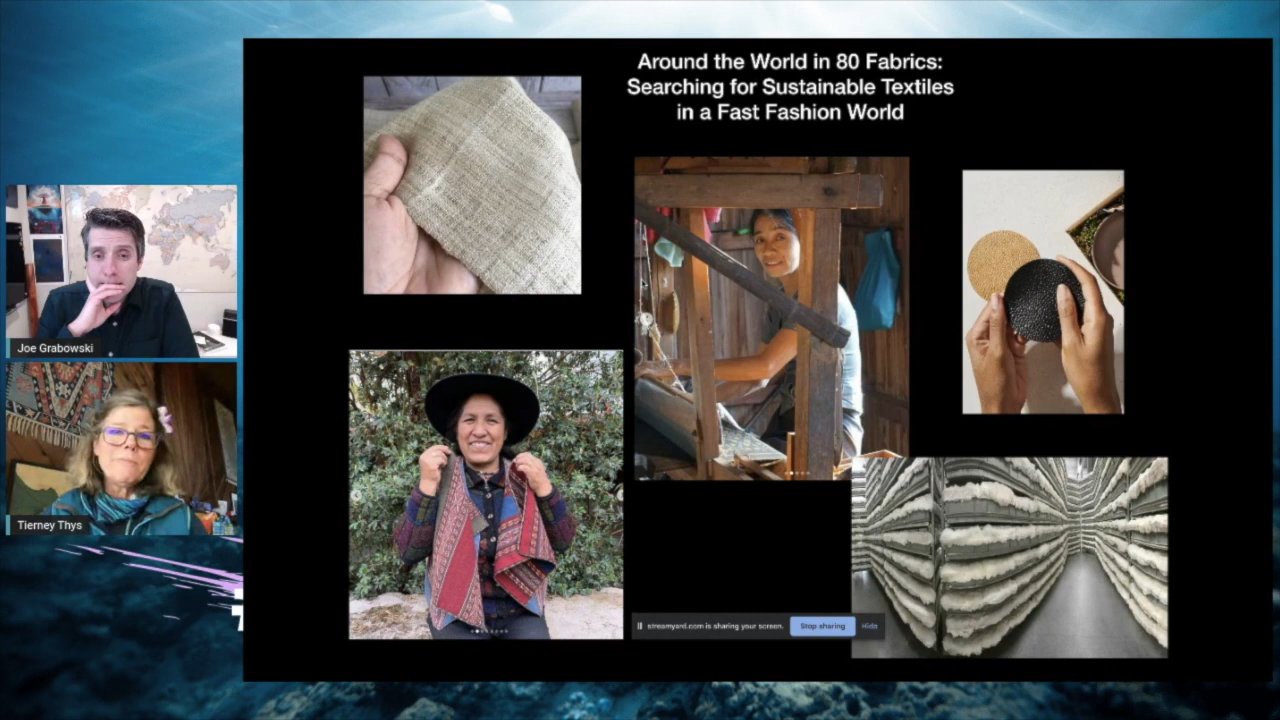 Around the World in 80 Fabrics:
Searching for Sustainable Textiles
in a Fast Fashion World
Joe Grabowski
Tierney Thys
streamyard.com is sharing your screen.
Stop sharing
Hide